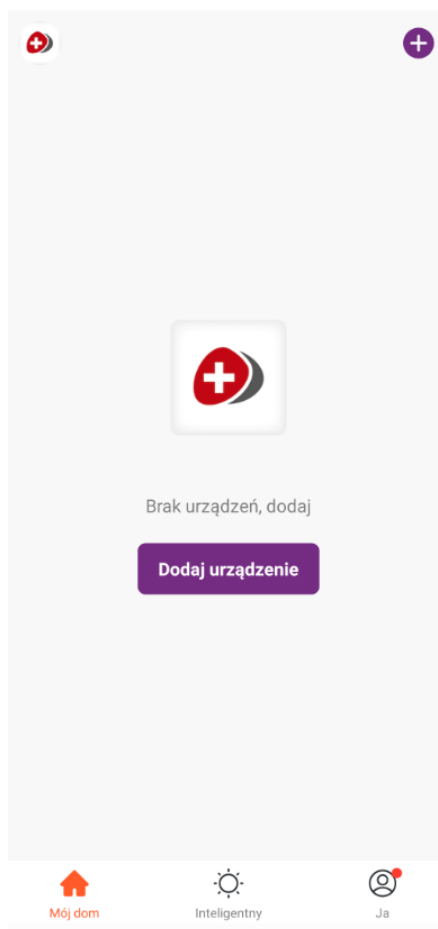 Brak urządzeń, dodaj
Dodaj urządzenie
Mój dom
Inteligentny
Ja